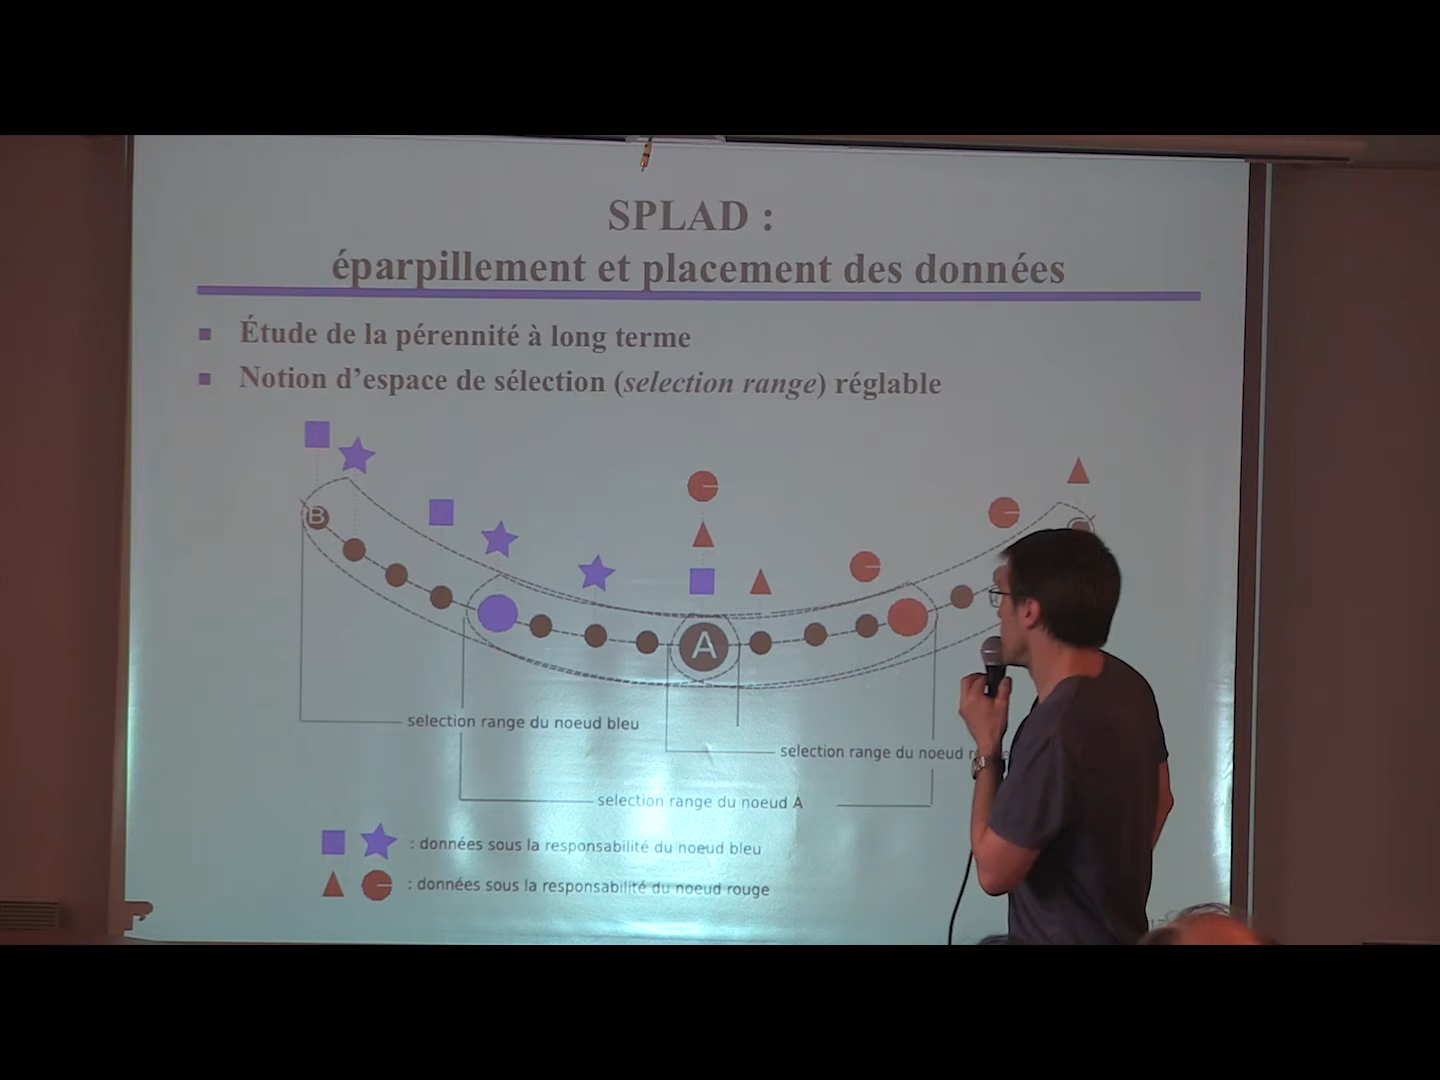 SPLAD :
éparpillement et placement des données
Étude de la pérennité à long terme
Notion d’espace de sélection (selection range) réglable
B
A
selection range du noeud bleu
selection range du noeud
selection range du noeud A
: données sous la responsabilité du noeud bleu
: données sous la responsabilité du noeud rouge